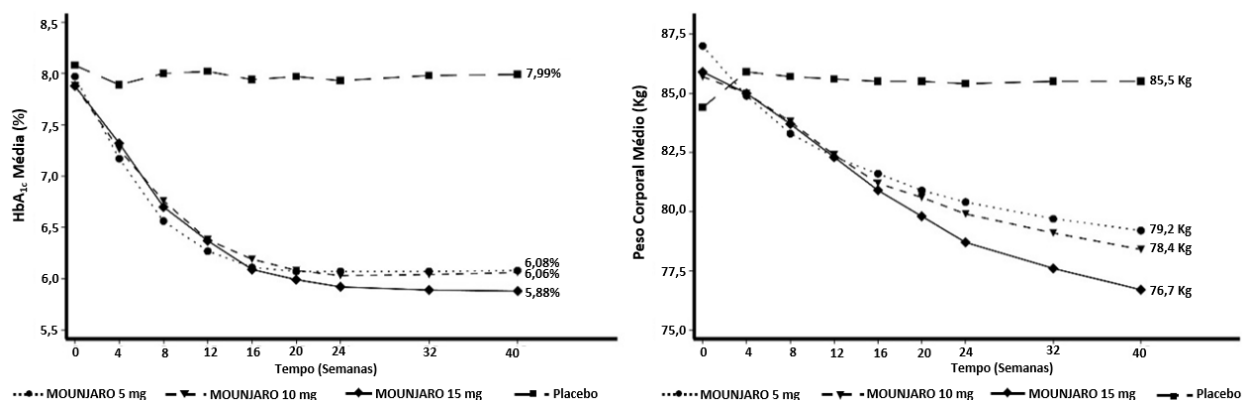 HbA1c Média (%)
8,5
8,0
7,5
7,0
6,5
6,0
5,5
7,99%
6,08%
6,06%
5,88%
0 4 8 12 16 20 24 32 40
Tempo (Semanas)
MOUNJARO 5 mg MOUNJARO 10 mg MOUNJARO 15 mg Placebo
Peso Corporal Médio (Kg)
87,5
85,0
82,5
80,0
77,5
75,0
85,5 Kg
79,2 Kg
78,4 Kg
76,7 Kg
0 4 8 12 16 20 24 32 40
Tempo (Semanas)
MOUNJARO 5 mg MOUNJARO 10 mg MOUNJARO 15 mg Placebo